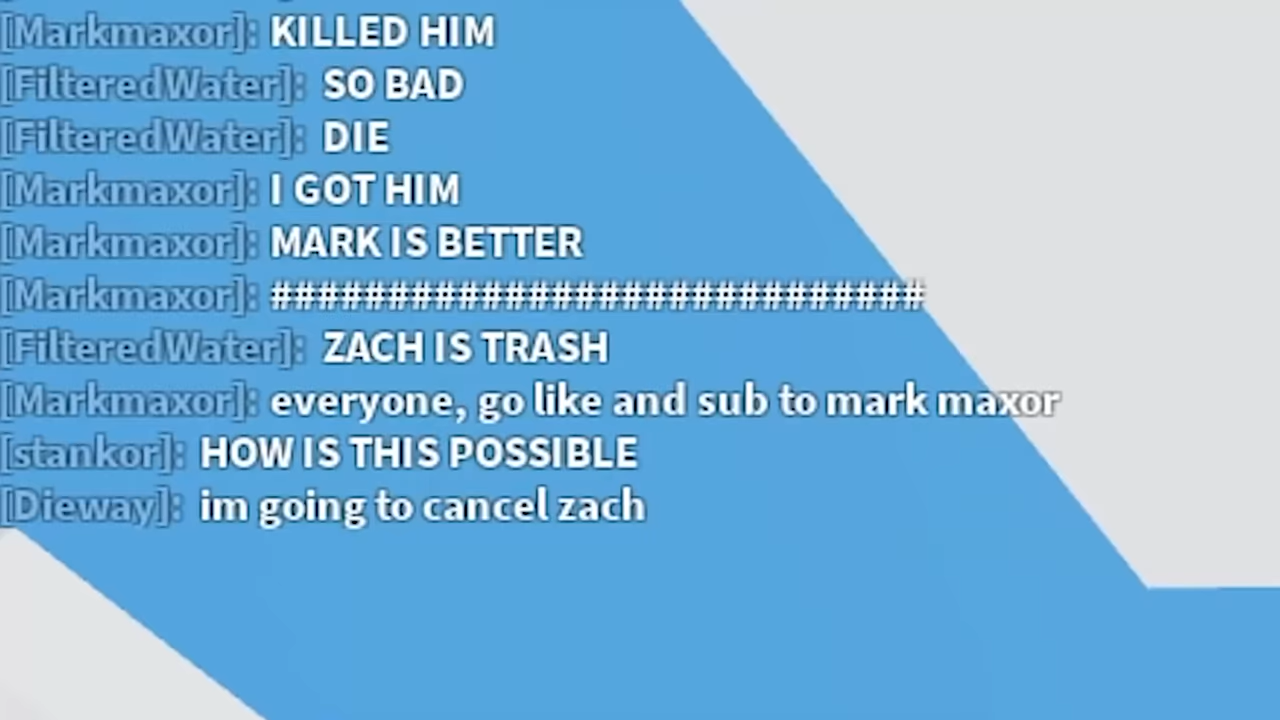 [Markmaxor]: KILLED HIM
[FilteredWater]: SO BAD
[FilteredWater]: DIE
[Markmaxor]: I GOT HIM
[Markmaxor]: MARK IS BETTER
[Markmaxor]: ############################
[FilteredWater]: ZACH IS TRASH
[Markmaxor]: everyone, go like and sub to mark maxor
[stankor]: HOW IS THIS POSSIBLE
[Dieway]: im going to cancel zach